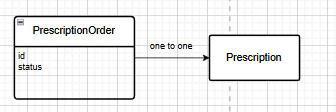 PrescriptionOrder
id
status
one to one
Prescription